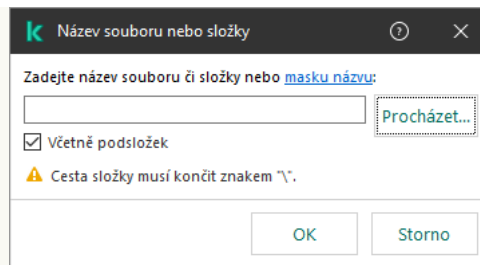 Název souboru nebo složky
Zadejte název souboru či složky nebo masku názvu:
Procházet...
Včetně podsložek
Cesta složky musí končit znakem "\".
OK Storno